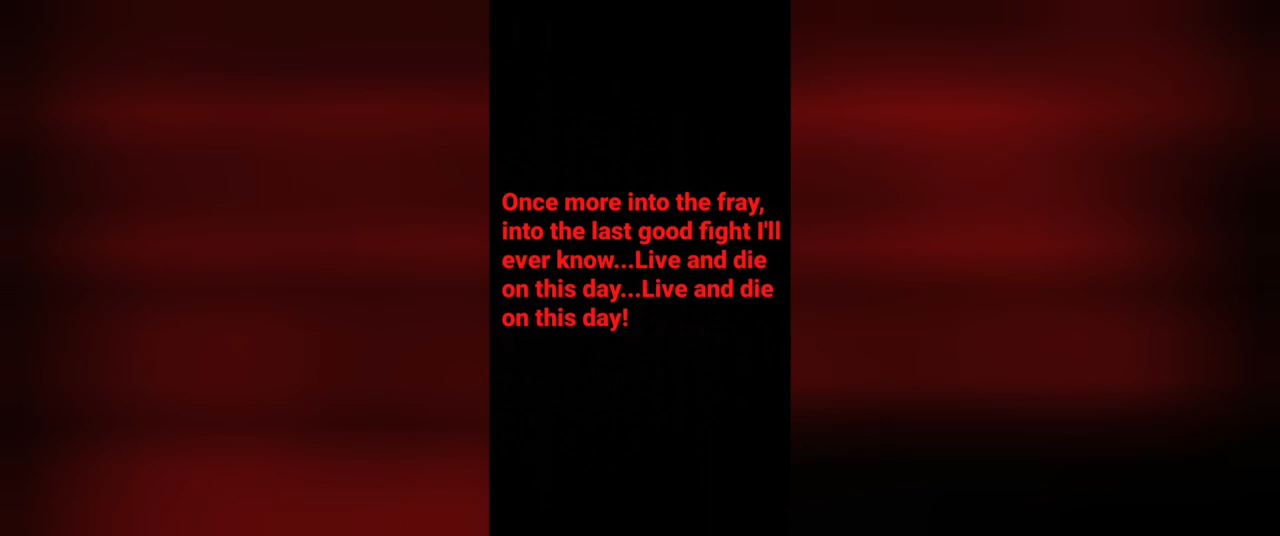 Once more into the fray,
into the last good fight I'll
ever know...Live and die
on this day...Live and die
on this day!